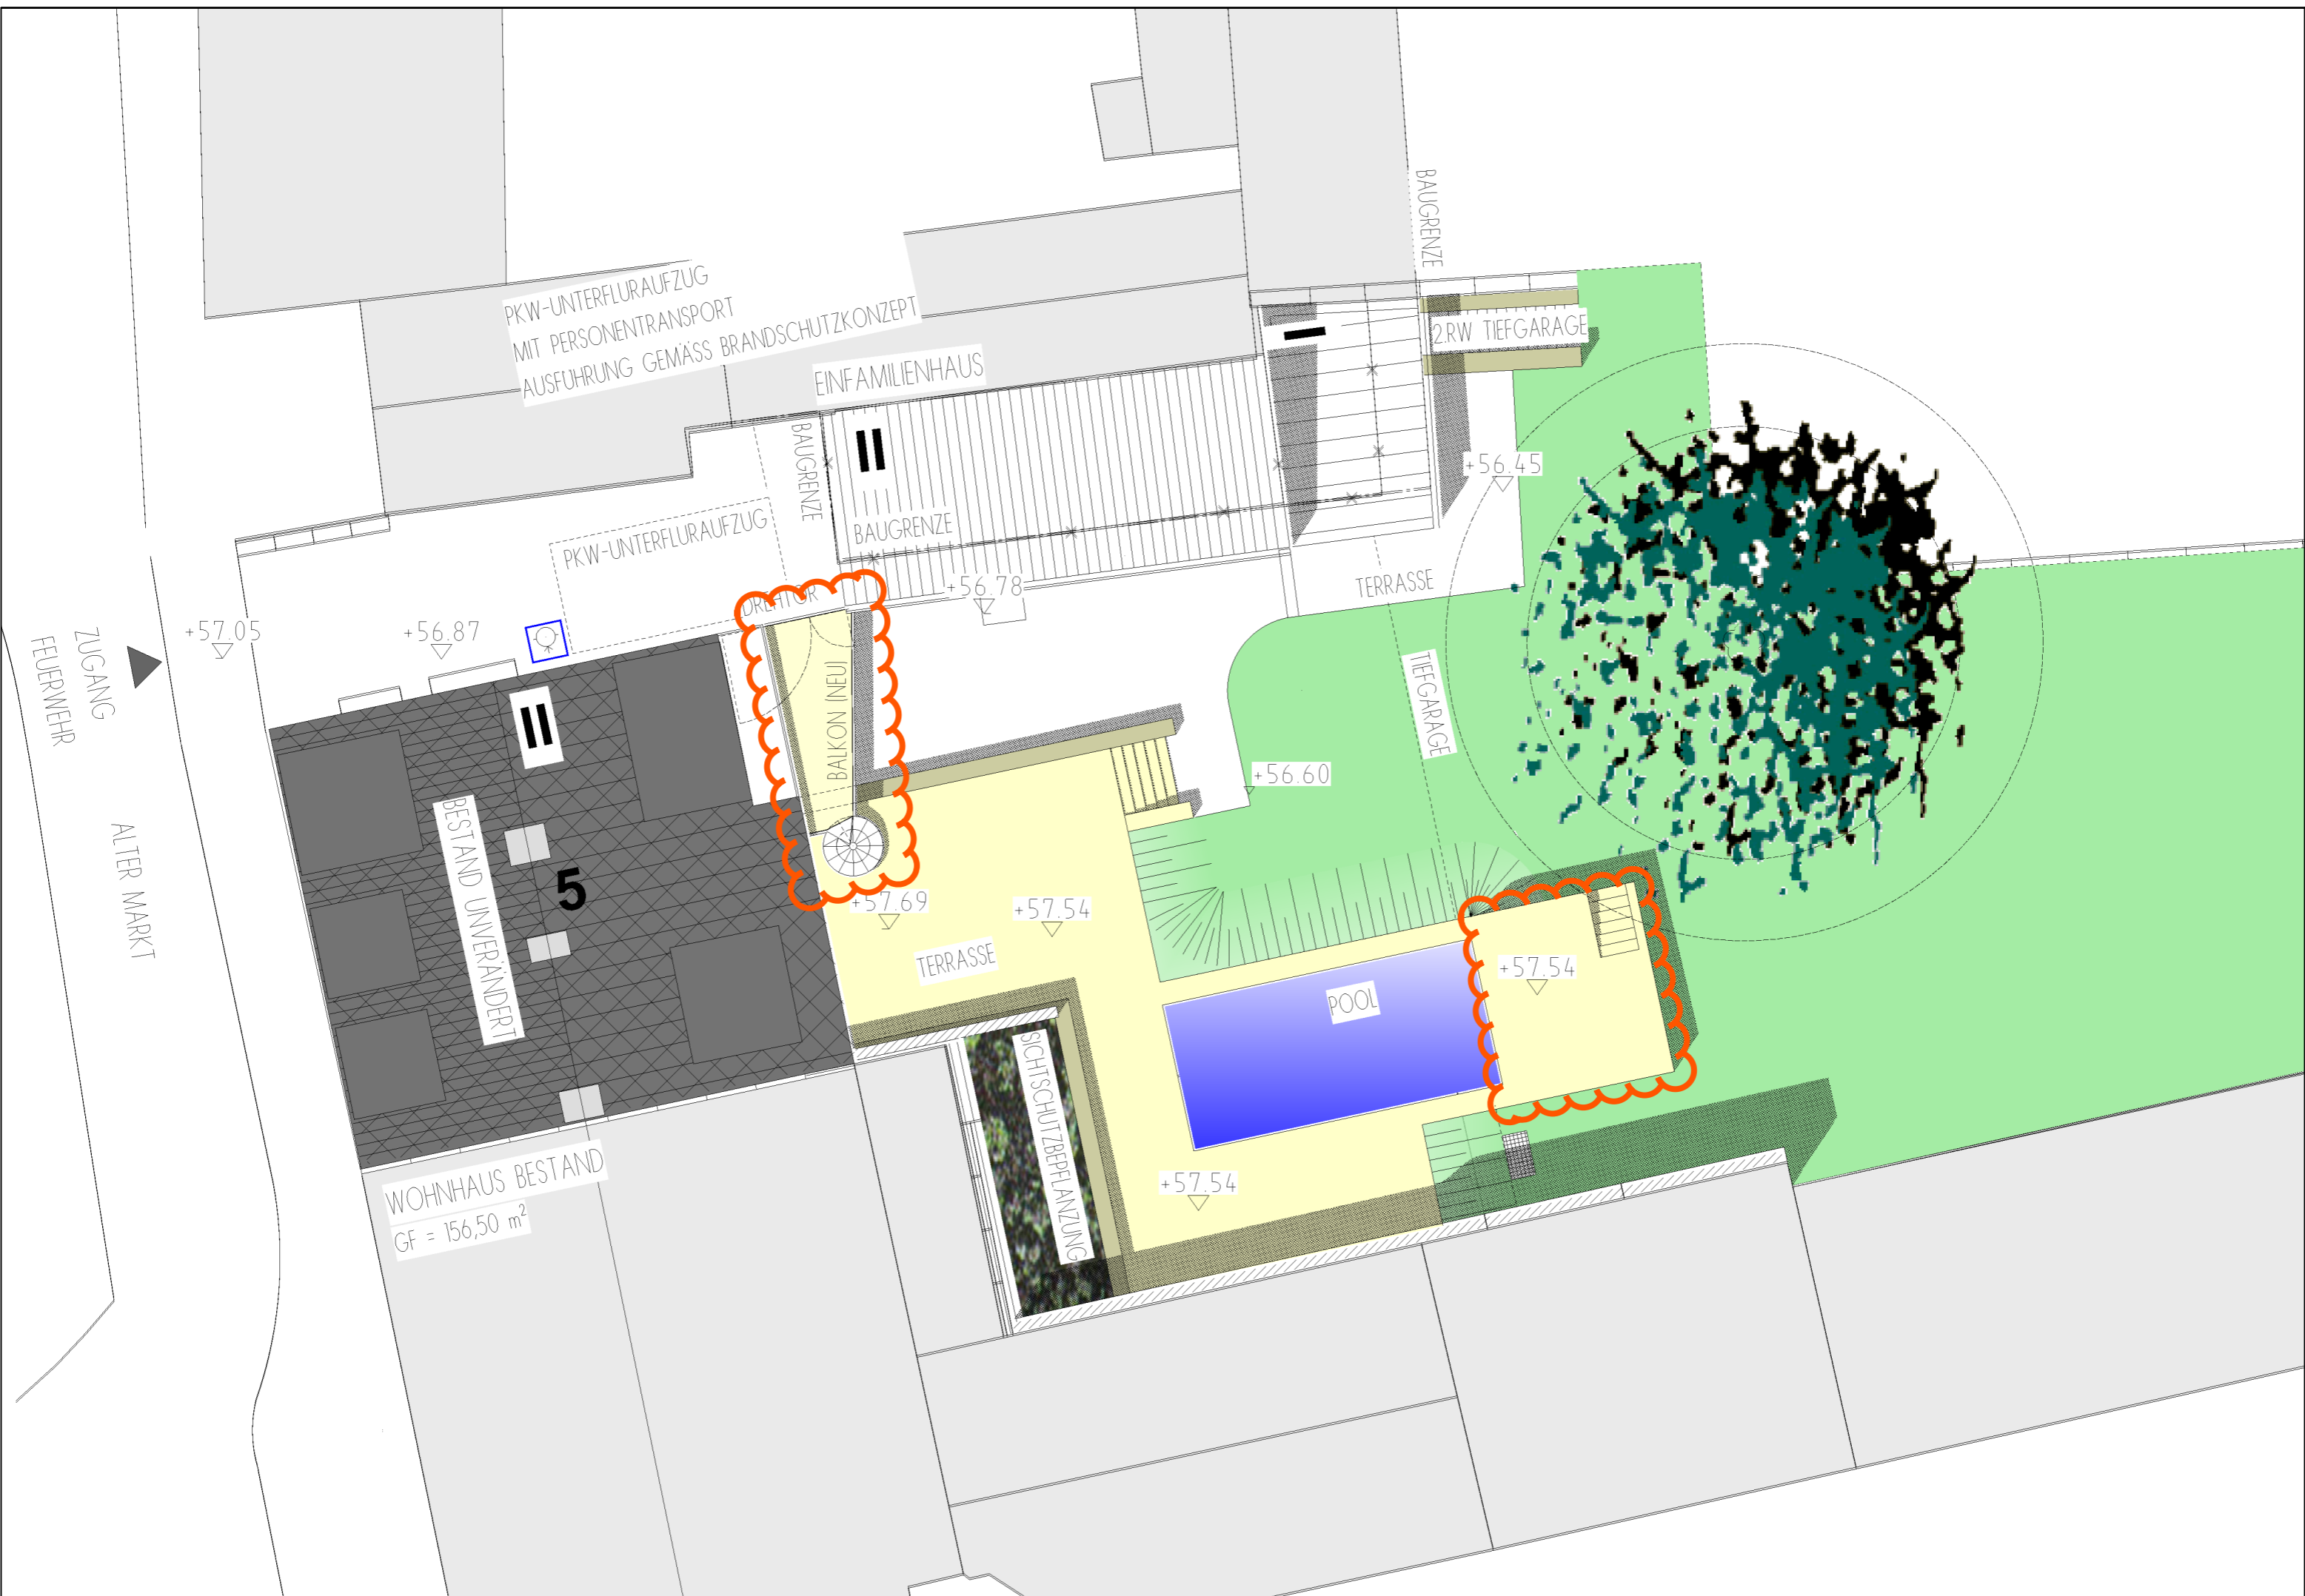 BAUGRENZE
PKW-UNTERFLURAUFZUG
MIT PERSONENTRANSPORT
AUSFÜHRUNG GEMÄSS BRANDSCHUTZKONZEPT
2.RW TIEFGARAGE
I
EINFAMILIENHAUS
II
BAUGRENZE
+56.45
PKW-UNTERFLURAUFZUG
BAUGRENZE
+56.78
TERRASSE
DREHTOR
+57.05
+56.87
ZUGANG
FEUERWEHR
II
BALKON (NEU)
TIEFGARAGE
+56.60
ALTER MARKT
BESTAND UNVERÄNDERT
5
+57.69
+57.54
TERRASSE
+57.54
POOL
SICHTSCHUTZBEPFLANZUNG
+57.54
WOHNHAUS BESTAND
GF = 156,50 m²